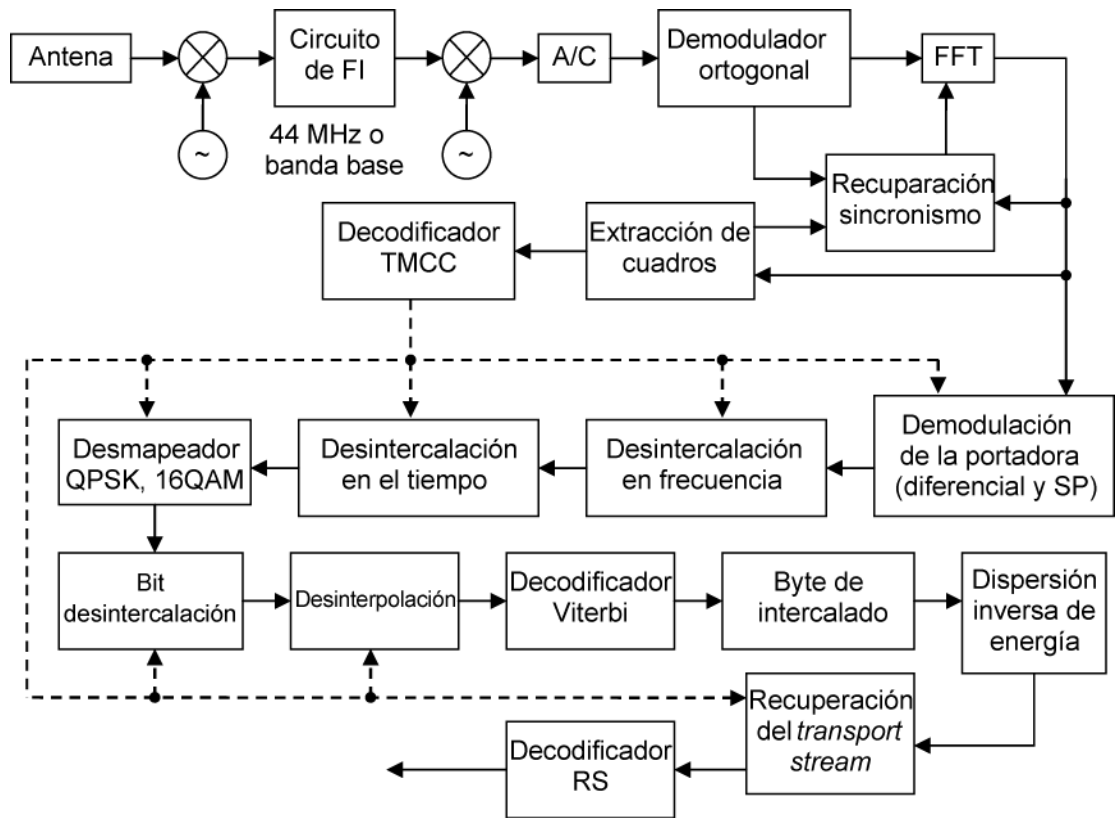 Antena
Circuito
de FI
A/C
Demodulador
ortogonal
FFT
~
44 MHz o
banda base
~
Recuparación
sincronismo
Decodificador
TMCC
Extracción de
cuadros
Desmapeador
QPSK, 16QAM
Desintercalación
en el tiempo
Desintercalación
en frecuencia
Demodulación
de la portadora
(diferencial y SP)
Bit
desintercalación
Desinterpolación
Decodificador
Viterbi
Byte de
intercalado
Dispersión
inversa de
energía
Recuperación
del transport
stream
Decodificador
RS